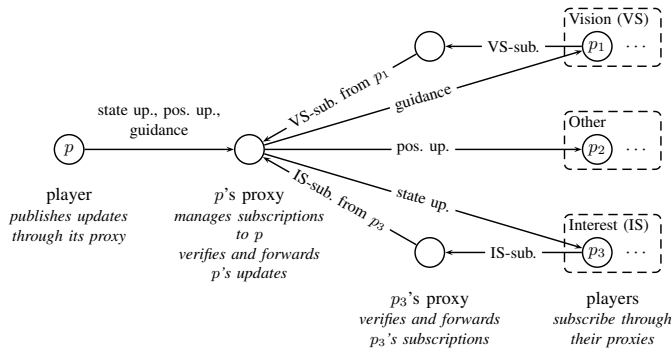 Vision (VS)
p1 ...
VS-sub.
VS-sub. from p1
guidance
state up., pos. up.,
guidance
p
Other
p2 ...
pos. up.
state up.
IS-sub. from p3
Interest (IS)
p3 ...
IS-sub.
player
publishes updates
through its proxy
p's proxy
manages subscriptions
to p
verifies and forwards
p's updates
p3's proxy
verifies and forwards
p3's subscriptions
players
subscribe through
their proxies